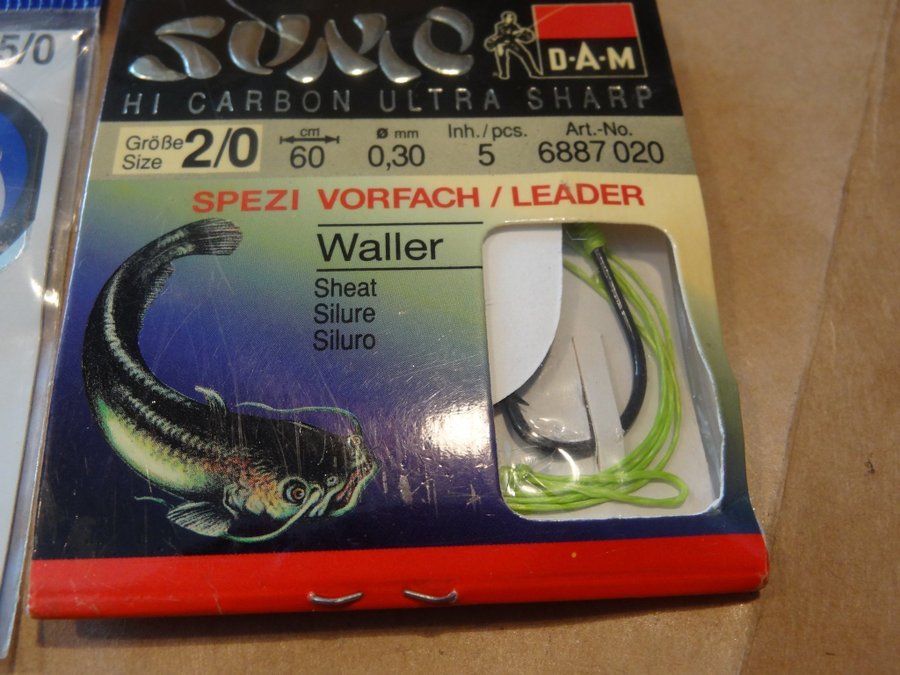 5/0
SUMO
D·A·M
HI CARBON ULTRA SHARP
Größe
Size
2/0
cm
60
ø mm
0,30
Inh./pcs.
5
Art.-No.
6887 020
SPEZI VORFACH / LEADER
Waller
Sheat
Silure
Siluro